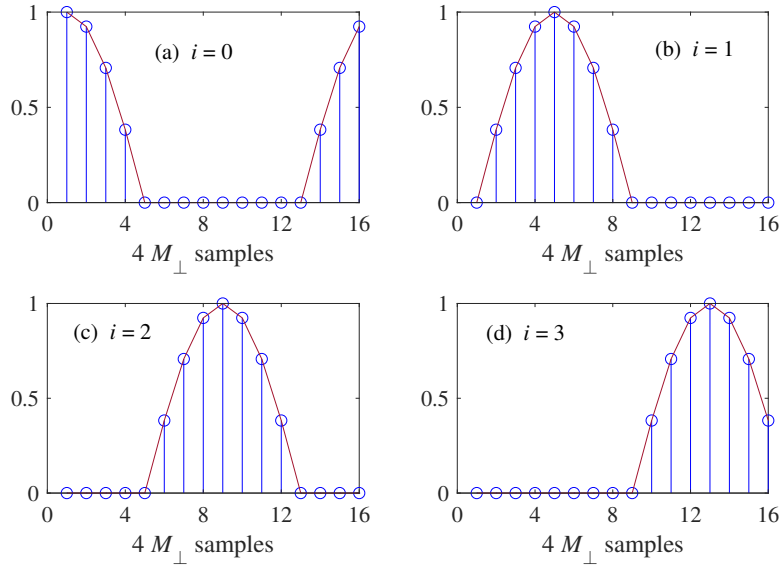 1
0.5
0
(a) i = 0
0 4 8 12 16
4 M⊥ samples
1
0.5
0
(b) i = 1
0 4 8 12 16
4 M⊥ samples
1
0.5
0
(c) i = 2
0 4 8 12 16
4 M⊥ samples
1
0.5
0
(d) i = 3
0 4 8 12 16
4 M⊥ samples